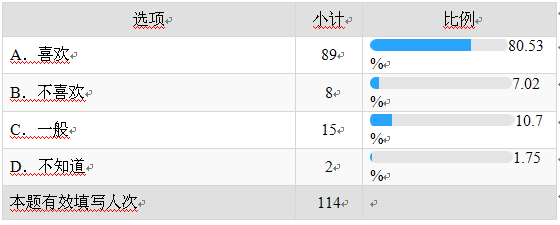 选项 小计 比例
A．喜欢 89 80.53
%
B．不喜欢 8 7.02
%
C．一般 15 10.7
%
D．不知道 2 1.75
%
本题有效填写人次 114